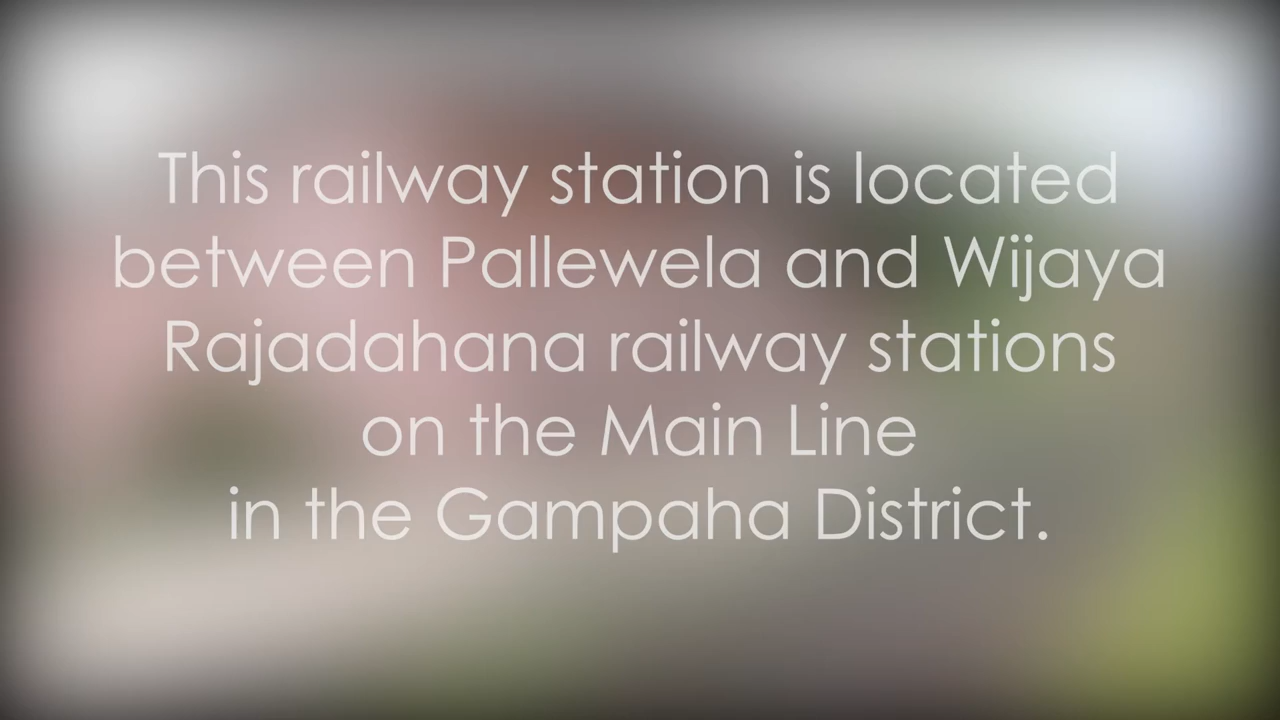 This railway station is located
between Pallewela and Wijaya
Rajadahana railway stations
on the Main Line
in the Gampaha District.